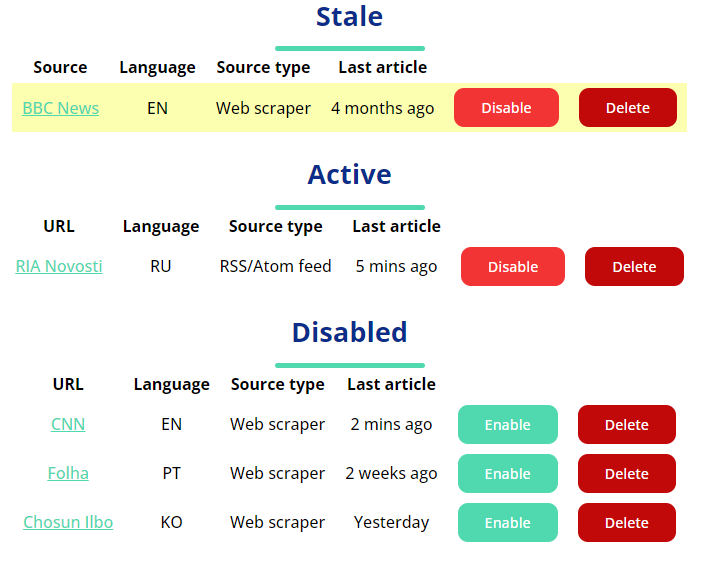 Stale
Source Language Source type Last article
BBC News EN Web scraper 4 months ago Disable Delete
Active
URL Language Source type Last article
RIA Novosti RU RSS/Atom feed 5 mins ago Disable Delete
Disabled
URL Language Source type Last article
CNN EN Web scraper 2 mins ago Enable Delete
Folha PT Web scraper 2 weeks ago Enable Delete
Chosun Ilbo KO Web scraper Yesterday Enable Delete